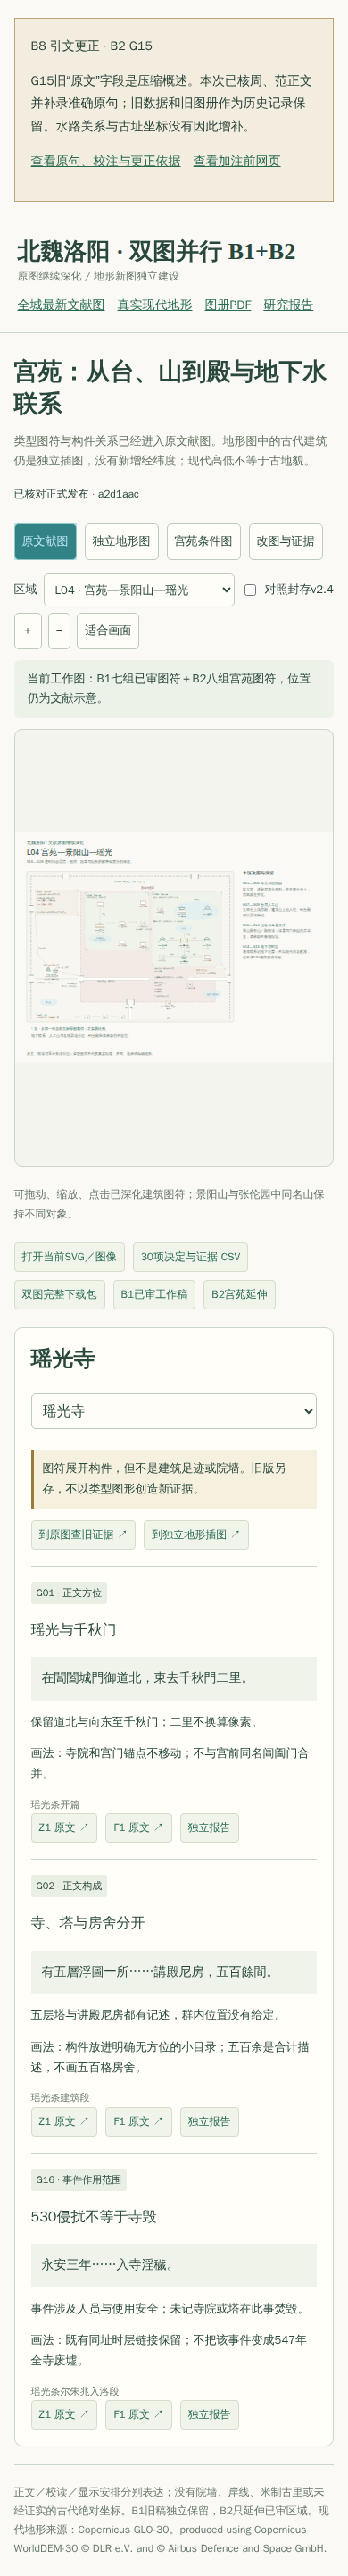 B8 引文更正 · B2 G15
G15旧“原文”字段是压缩概述。本次已核周、范正文
并补录准确原句；旧数据和旧图册作为历史记录保
留。水路关系与古址坐标没有因此增补。
查看原句、校注与更正依据 查看加注前网页
北魏洛阳 · 双图并行 B1+B2
原图继续深化 / 地形新图独立建设
全城最新文献图 真实现代地形 图册PDF 研究报告
宫苑：从台、山到殿与地下水
联系
类型图符与构件关系已经进入原文献图。地形图中的古代建筑
仍是独立插图，没有新增经纬度；现代高低不等于古地貌。
已核对正式发布 · a2d1aac
原文献图 独立地形图 宫苑条件图 改图与证据
区域 L04 · 宫苑—景阳山—瑶光 对照封存v2.4
+ − 适合画面
当前工作图：B1七组已审图符＋B2八组宫苑图符，位置
仍为文献示意。
L04 宫苑—景阳山—瑶光
可拖动、缩放、点击已深化建筑图符；景阳山与张伦园中同名山保
持不同对象。
打开当前SVG／图像 30项决定与证据 CSV
双图完整下载包 B1已审工作稿 B2宫苑延伸
瑶光寺
瑶光寺
图符展开构件，但不是建筑足迹或院墙。旧版另
存，不以类型图形创造新证据。
到原图查旧证据 ↗ 到独立地形插图 ↗
G01 · 正文方位
瑶光与千秋门
在閶闔城門御道北，東去千秋門二里。
保留道北与向东至千秋门；二里不换算像素。
画法：寺院和宫门锚点不移动；不与宫前同名阊阖门合
并。
瑶光条开篇
Z1 原文 ↗ F1 原文 ↗ 独立报告
G02 · 正文构成
寺、塔与房舍分开
有五層浮圖一所……講殿尼房，五百餘間。
五层塔与讲殿尼房都有记述，群内位置没有给定。
画法：构件放进明确无方位的小目录；五百余是合计描
述，不画五百格房舍。
瑶光条建筑段
Z1 原文 ↗ F1 原文 ↗ 独立报告
G16 · 事件作用范围
530侵扰不等于寺毁
永安三年……入寺淫穢。
事件涉及人员与使用安全；未记寺院或塔在此事焚毁。
画法：既有同址时层链接保留；不把该事件变成547年
全寺废墟。
瑶光条尔朱兆入洛段
Z1 原文 ↗ F1 原文 ↗ 独立报告
正文／校读／显示安排分别表达；没有院墙、岸线、米制古里或未
经证实的古代绝对坐标。B1旧稿独立保留，B2只延伸已审区域。现
代地形来源：Copernicus GLO-30。produced using Copernicus
WorldDEM-30 © DLR e.V. and © Airbus Defence and Space GmbH.